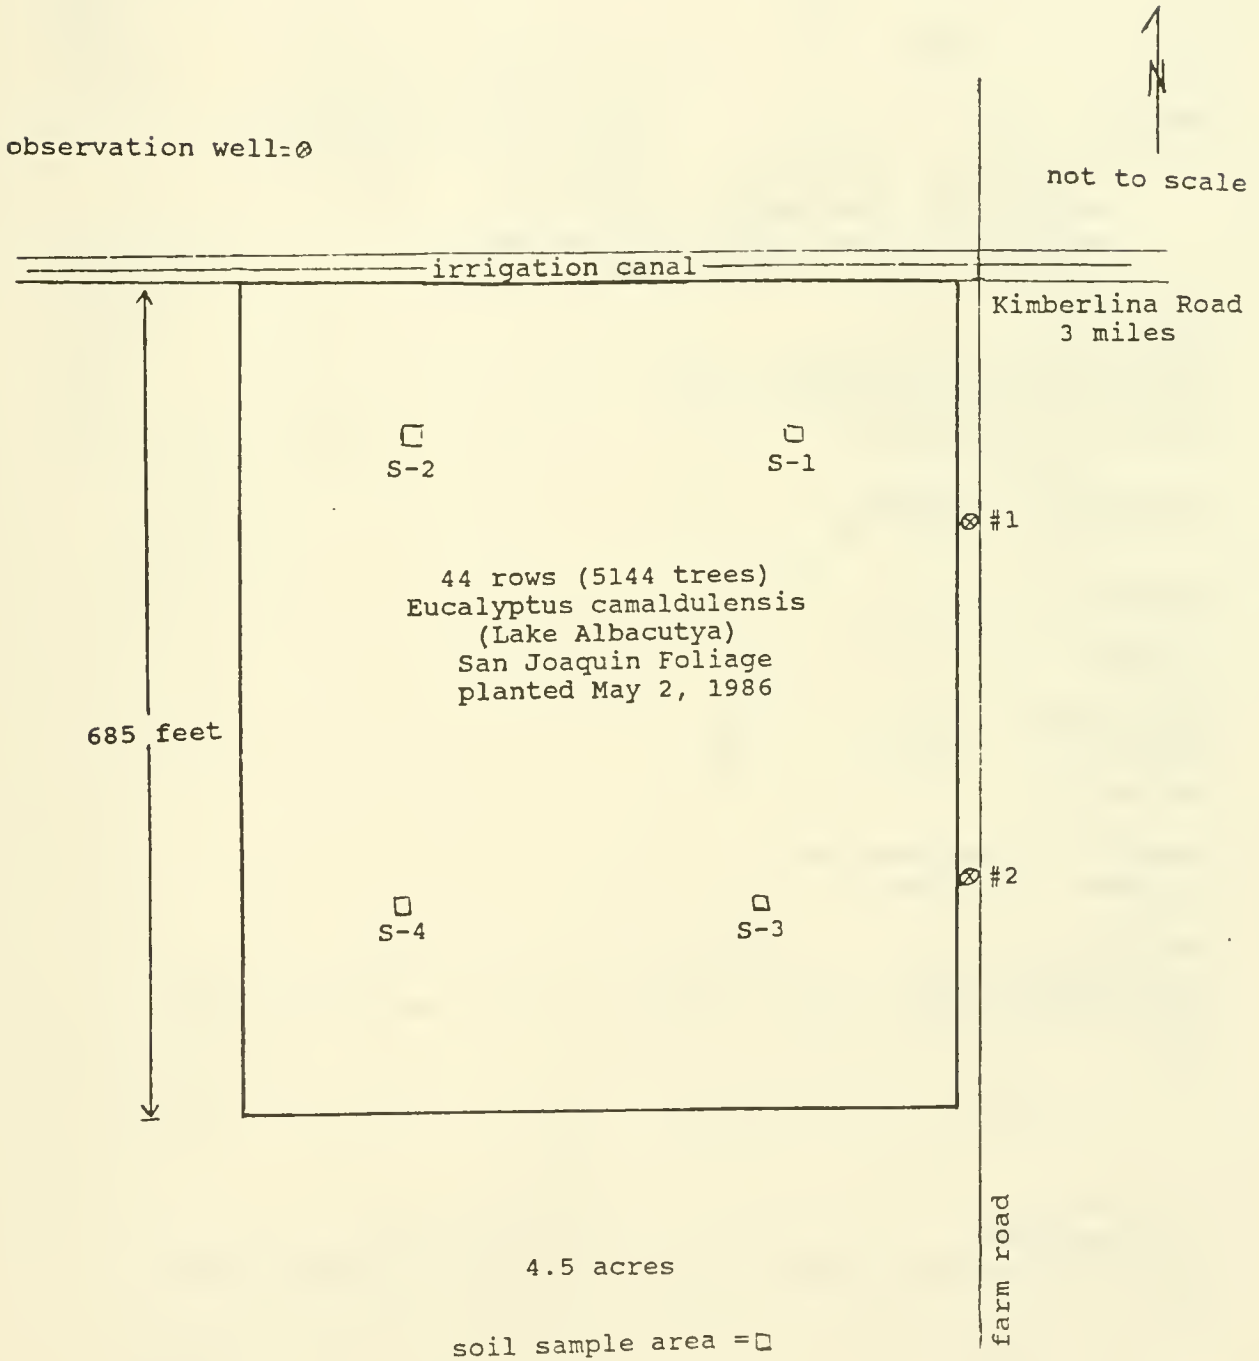 N
observation well=⊗
not to scale
irrigation canal
Kimberlina Road
3 miles
S-2
S-1
#1
44 rows (5144 trees)
Eucalyptus camaldulensis
(Lake Albacutya)
San Joaquin Foliage
planted May 2, 1986
685 feet
#2
S-4
S-3
farm road
4.5 acres
soil sample area =□